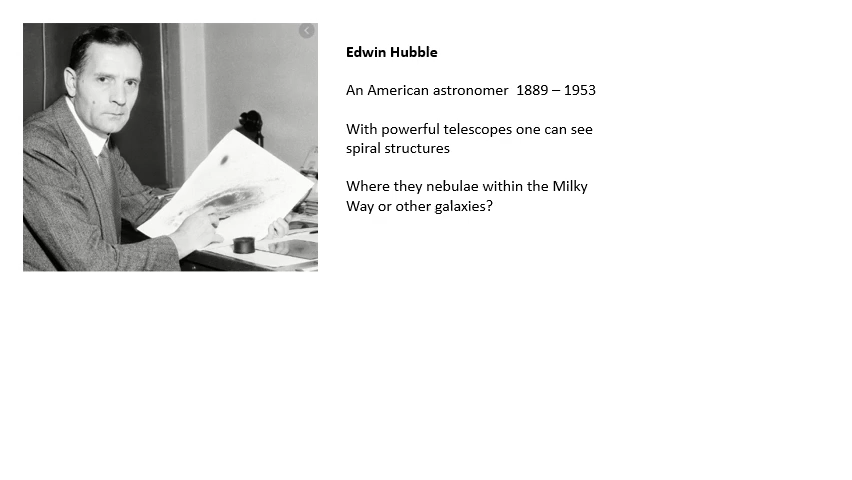 Edwin Hubble
An American astronomer  1889 – 1953
With powerful telescopes one can see
spiral structures
Where they nebulae within the Milky
Way or other galaxies?